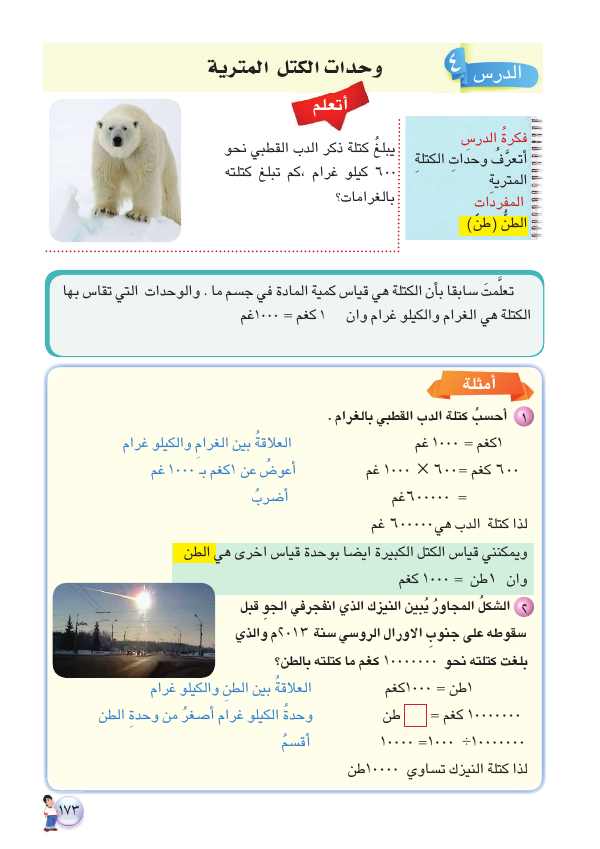 الدرس ٤
وحدات الكتل المترية
فكرةُ الدرسِ
أتعرَّفُ وحداتِ الكتلةِ
المتريةِ
المفردات
الطنُّ (طن)
أتعلم
يبلغُ كتلة ذكر الدب القطبي نحو
٦٠٠ كيلو غرام ،كم تبلغ كتلته
بالغرامات؟
تعلَّمتَ سابقا بأن الكتلة هي قياس كمية المادة في جسم ما . والوحدات التي تقاس بها
الكتلة هي الغرام والكيلو غرام وان ١ كغم = ١٠٠٠غم
أمثلة
١ أحسبُ كتلة الدب القطبي بالغرام .
١كغم = ١٠٠٠ غم العلاقةُ بين الغرامِ والكيلو غرام
٦٠٠ كغم =٦٠٠ × ١٠٠٠ غم أعوضُ عن ١كغم بـ ١٠٠٠ غم
= ٦٠٠٠٠٠غم أضربُ
لذا كتلة الدب هي٦٠٠٠٠٠ غم
ويمكنني قياس الكتل الكبيرة ايضا بوحدة قياس اخرى هي الطن
وان ١طن = ١٠٠٠ كغم
٢ الشكلُ المجاورُ يُبين النيزك الذي انفجرفي الجوِ قبل
سقوطه على جنوبِ الاورال الروسي سنة ٢٠١٣م والذي
بلغت كتلته نحو ١٠٠٠٠٠٠٠ كغم ما كتلته بالطن؟
١طن = ١٠٠٠كغم العلاقةُ بين الطنِ والكيلو غرام
١٠٠٠٠٠٠٠ كغم = طن وحدةُ الكيلو غرام أصغرُ من وحدةِ الطن
١٠٠٠٠٠٠٠÷ ١٠٠٠= ١٠٠٠٠ أقسمُ
لذا كتلة النيزك تساوي ١٠٠٠٠طن
١٧٣